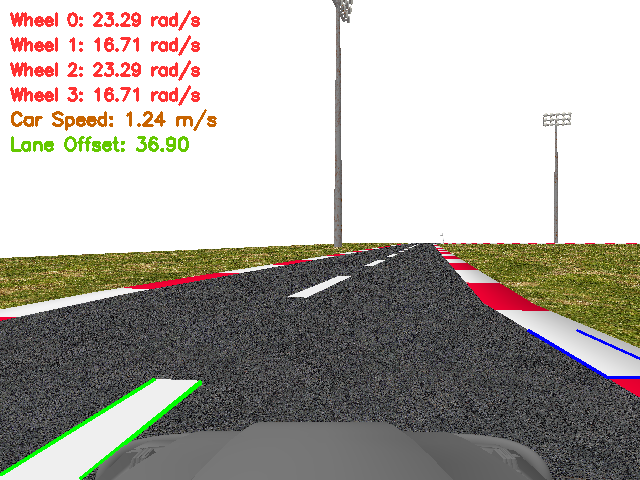 Wheel 0: 23.29 rad/s
Wheel 1: 16.71 rad/s
Wheel 2: 23.29 rad/s
Wheel 3: 16.71 rad/s
Car Speed: 1.24 m/s
Lane Offset: 36.90